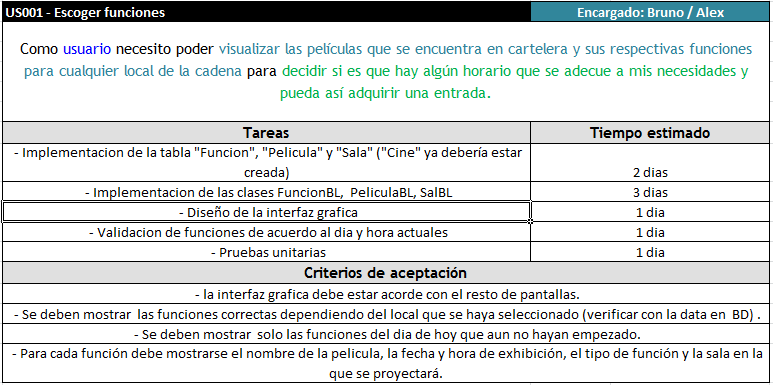 US001 - Escoger funciones Encargado: Bruno / Alex
Como usuario necesito poder visualizar las películas que se encuentra en cartelera y sus respectivas funciones
para cualquier local de la cadena para decidir si es que hay algún horario que se adecue a mis necesidades y
pueda así adquirir una entrada.
Tareas Tiempo estimado
- Implementacion de la tabla "Funcion", "Pelicula" y "Sala" ("Cine" ya debería estar
creada) 2 dias
- Implementacion de las clases FuncionBL, PeliculaBL, SalBL 3 dias
- Diseño de la interfaz grafica 1 dia
- Validacion de funciones de acuerdo al dia y hora actuales 1 dia
- Pruebas unitarias 1 dia
Criterios de aceptación
- la interfaz grafica debe estar acorde con el resto de pantallas.
- Se deben mostrar las funciones correctas dependiendo del local que se haya seleccionado (verificar con la data en BD) .
- Se deben mostrar solo las funciones del dia de hoy que aun no hayan empezado.
- Para cada función debe mostrarse el nombre de la pelicula, la fecha y hora de exhibición, el tipo de función y la sala en la
que se proyectará.